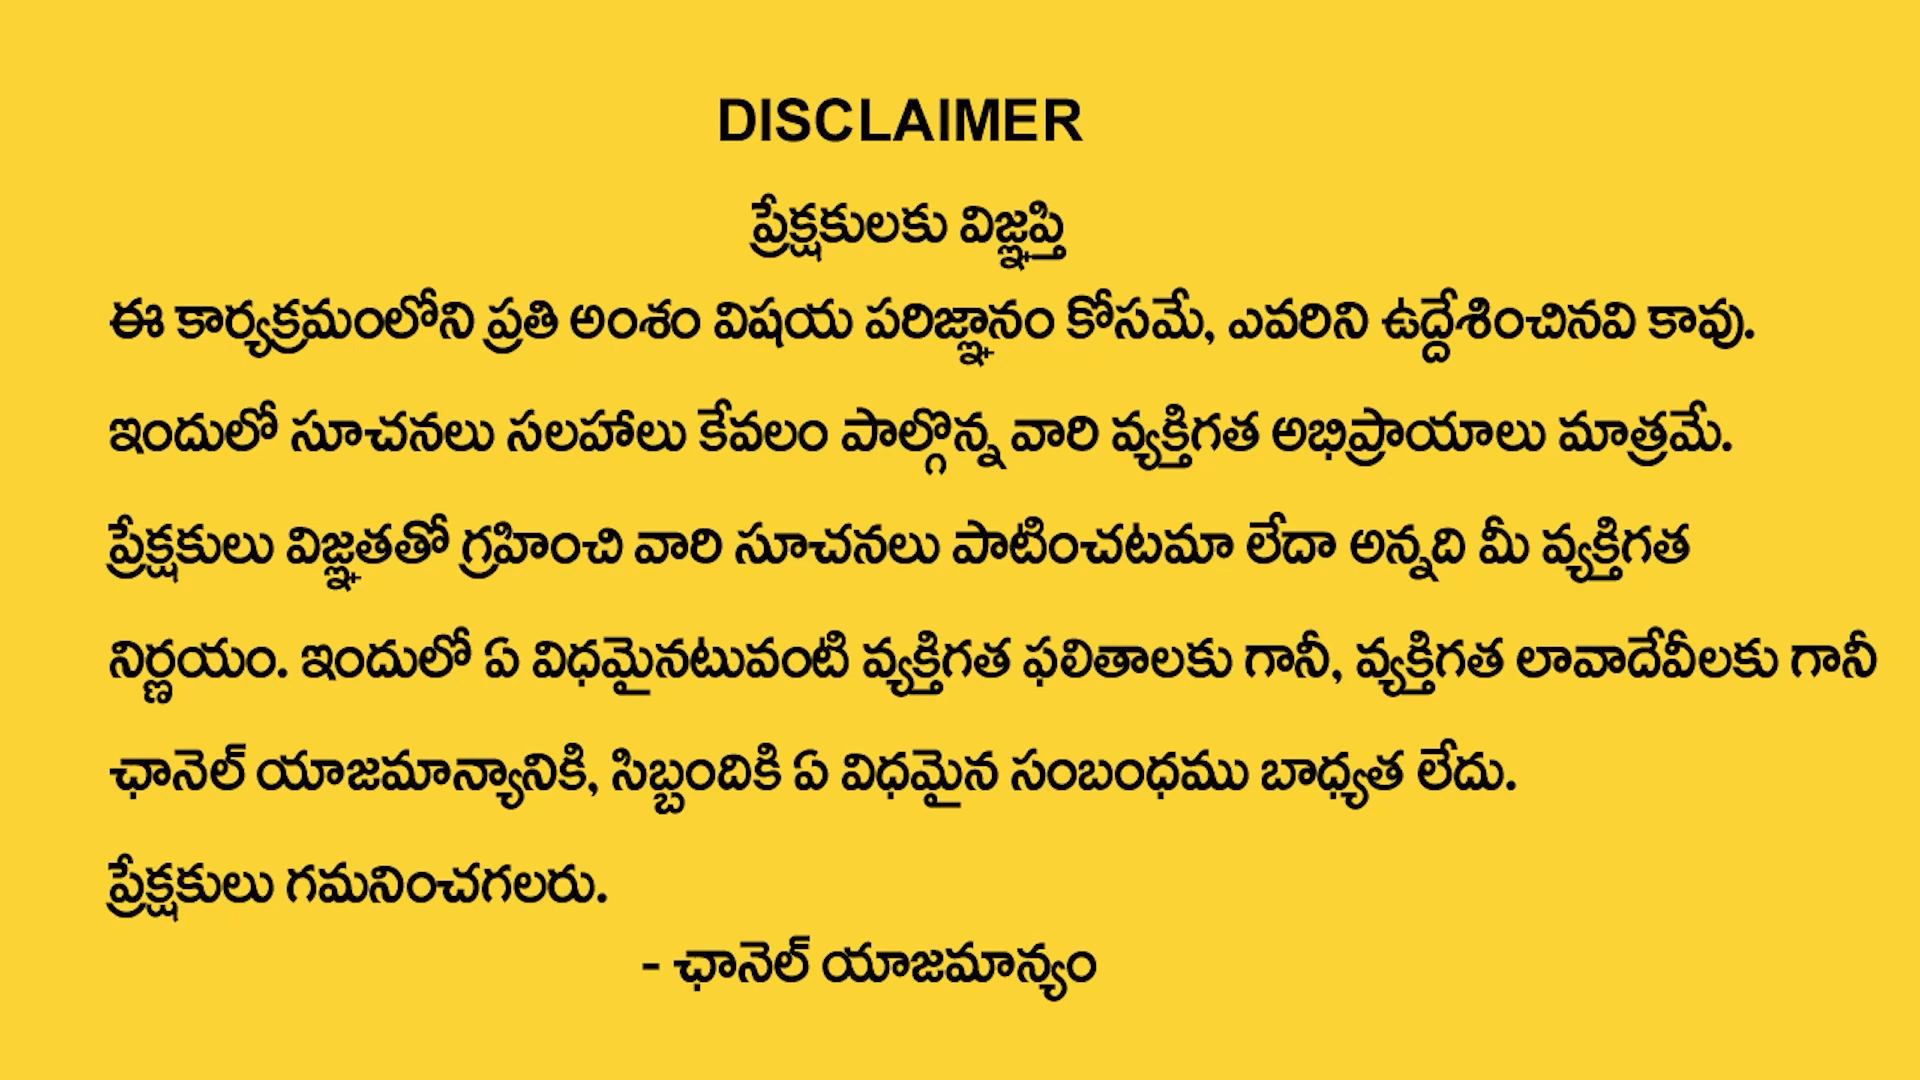 DISCLAIMER
ప్రేక్షకులకు విజ్ఞప్తి
ఈ కార్యక్రమంలోని ప్రతి అంశం విషయ పరిజ్ఞానం కోసమే, ఎవరిని ఉద్దేశించినవి కావు.
ఇందులో సూచనలు సలహాలు కేవలం పాల్గొన్న వారి వ్యక్తిగత అభిప్రాయాలు మాత్రమే.
ప్రేక్షకులు విజ్ఞతతో గ్రహించి వారి సూచనలు పాటించటమా లేదా అన్నది మీ వ్యక్తిగత
నిర్ణయం. ఇందులో ఏ విధమైనటువంటి వ్యక్తిగత ఫలితాలకు గానీ, వ్యక్తిగత లావాదేవీలకు గానీ
ఛానెల్ యాజమాన్యానికి, సిబ్బందికి ఏ విధమైన సంబంధము బాధ్యత లేదు.
ప్రేక్షకులు గమనించగలరు.
- ఛానెల్ యాజమాన్యం